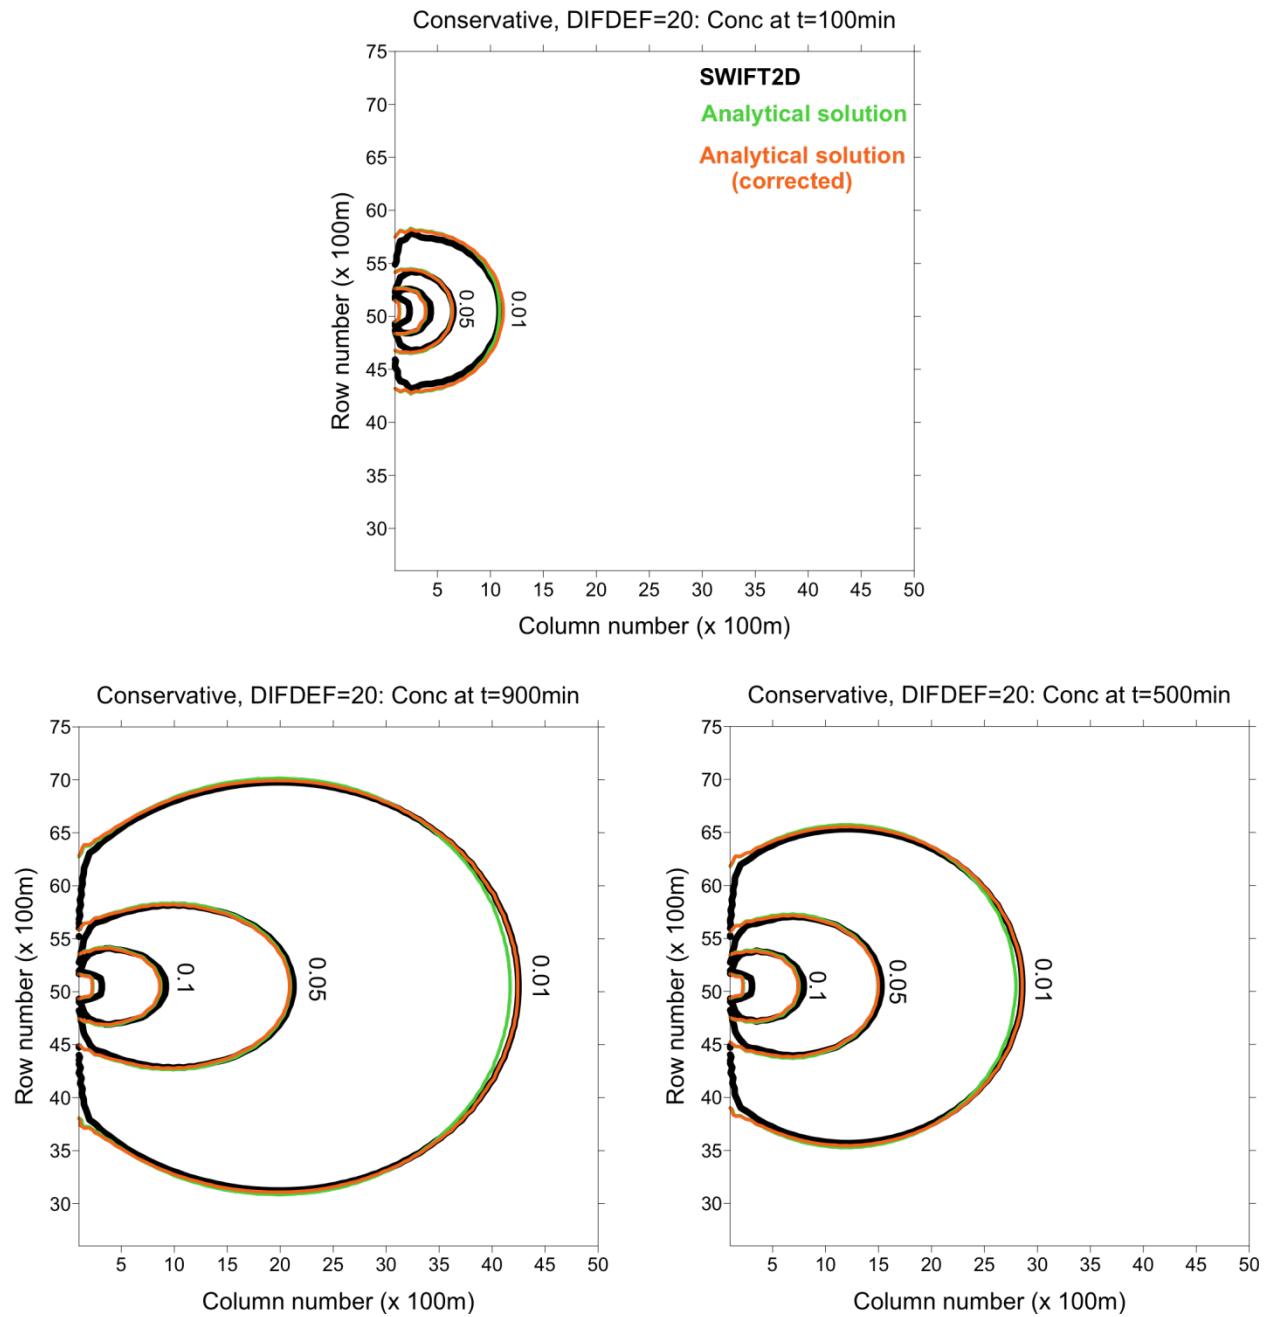 Conservative, DIFDEF=20: Conc at t=100min
SWIFT2D
Analytical solution
Analytical solution
(corrected)
Row number (x 100m)
75
70
65
60
55
50
45
40
35
30
0.05
0.01
5 10 15 20 25 30 35 40 45 50
Column number (x 100m)
Conservative, DIFDEF=20: Conc at t=900min
Row number (x 100m)
75
70
65
60
55
50
45
40
35
30
0.1
0.05
0.01
5 10 15 20 25 30 35 40 45 50
Column number (x 100m)
Conservative, DIFDEF=20: Conc at t=500min
Row number (x 100m)
75
70
65
60
55
50
45
40
35
30
0.1
0.05
0.01
5 10 15 20 25 30 35 40 45 50
Column number (x 100m)